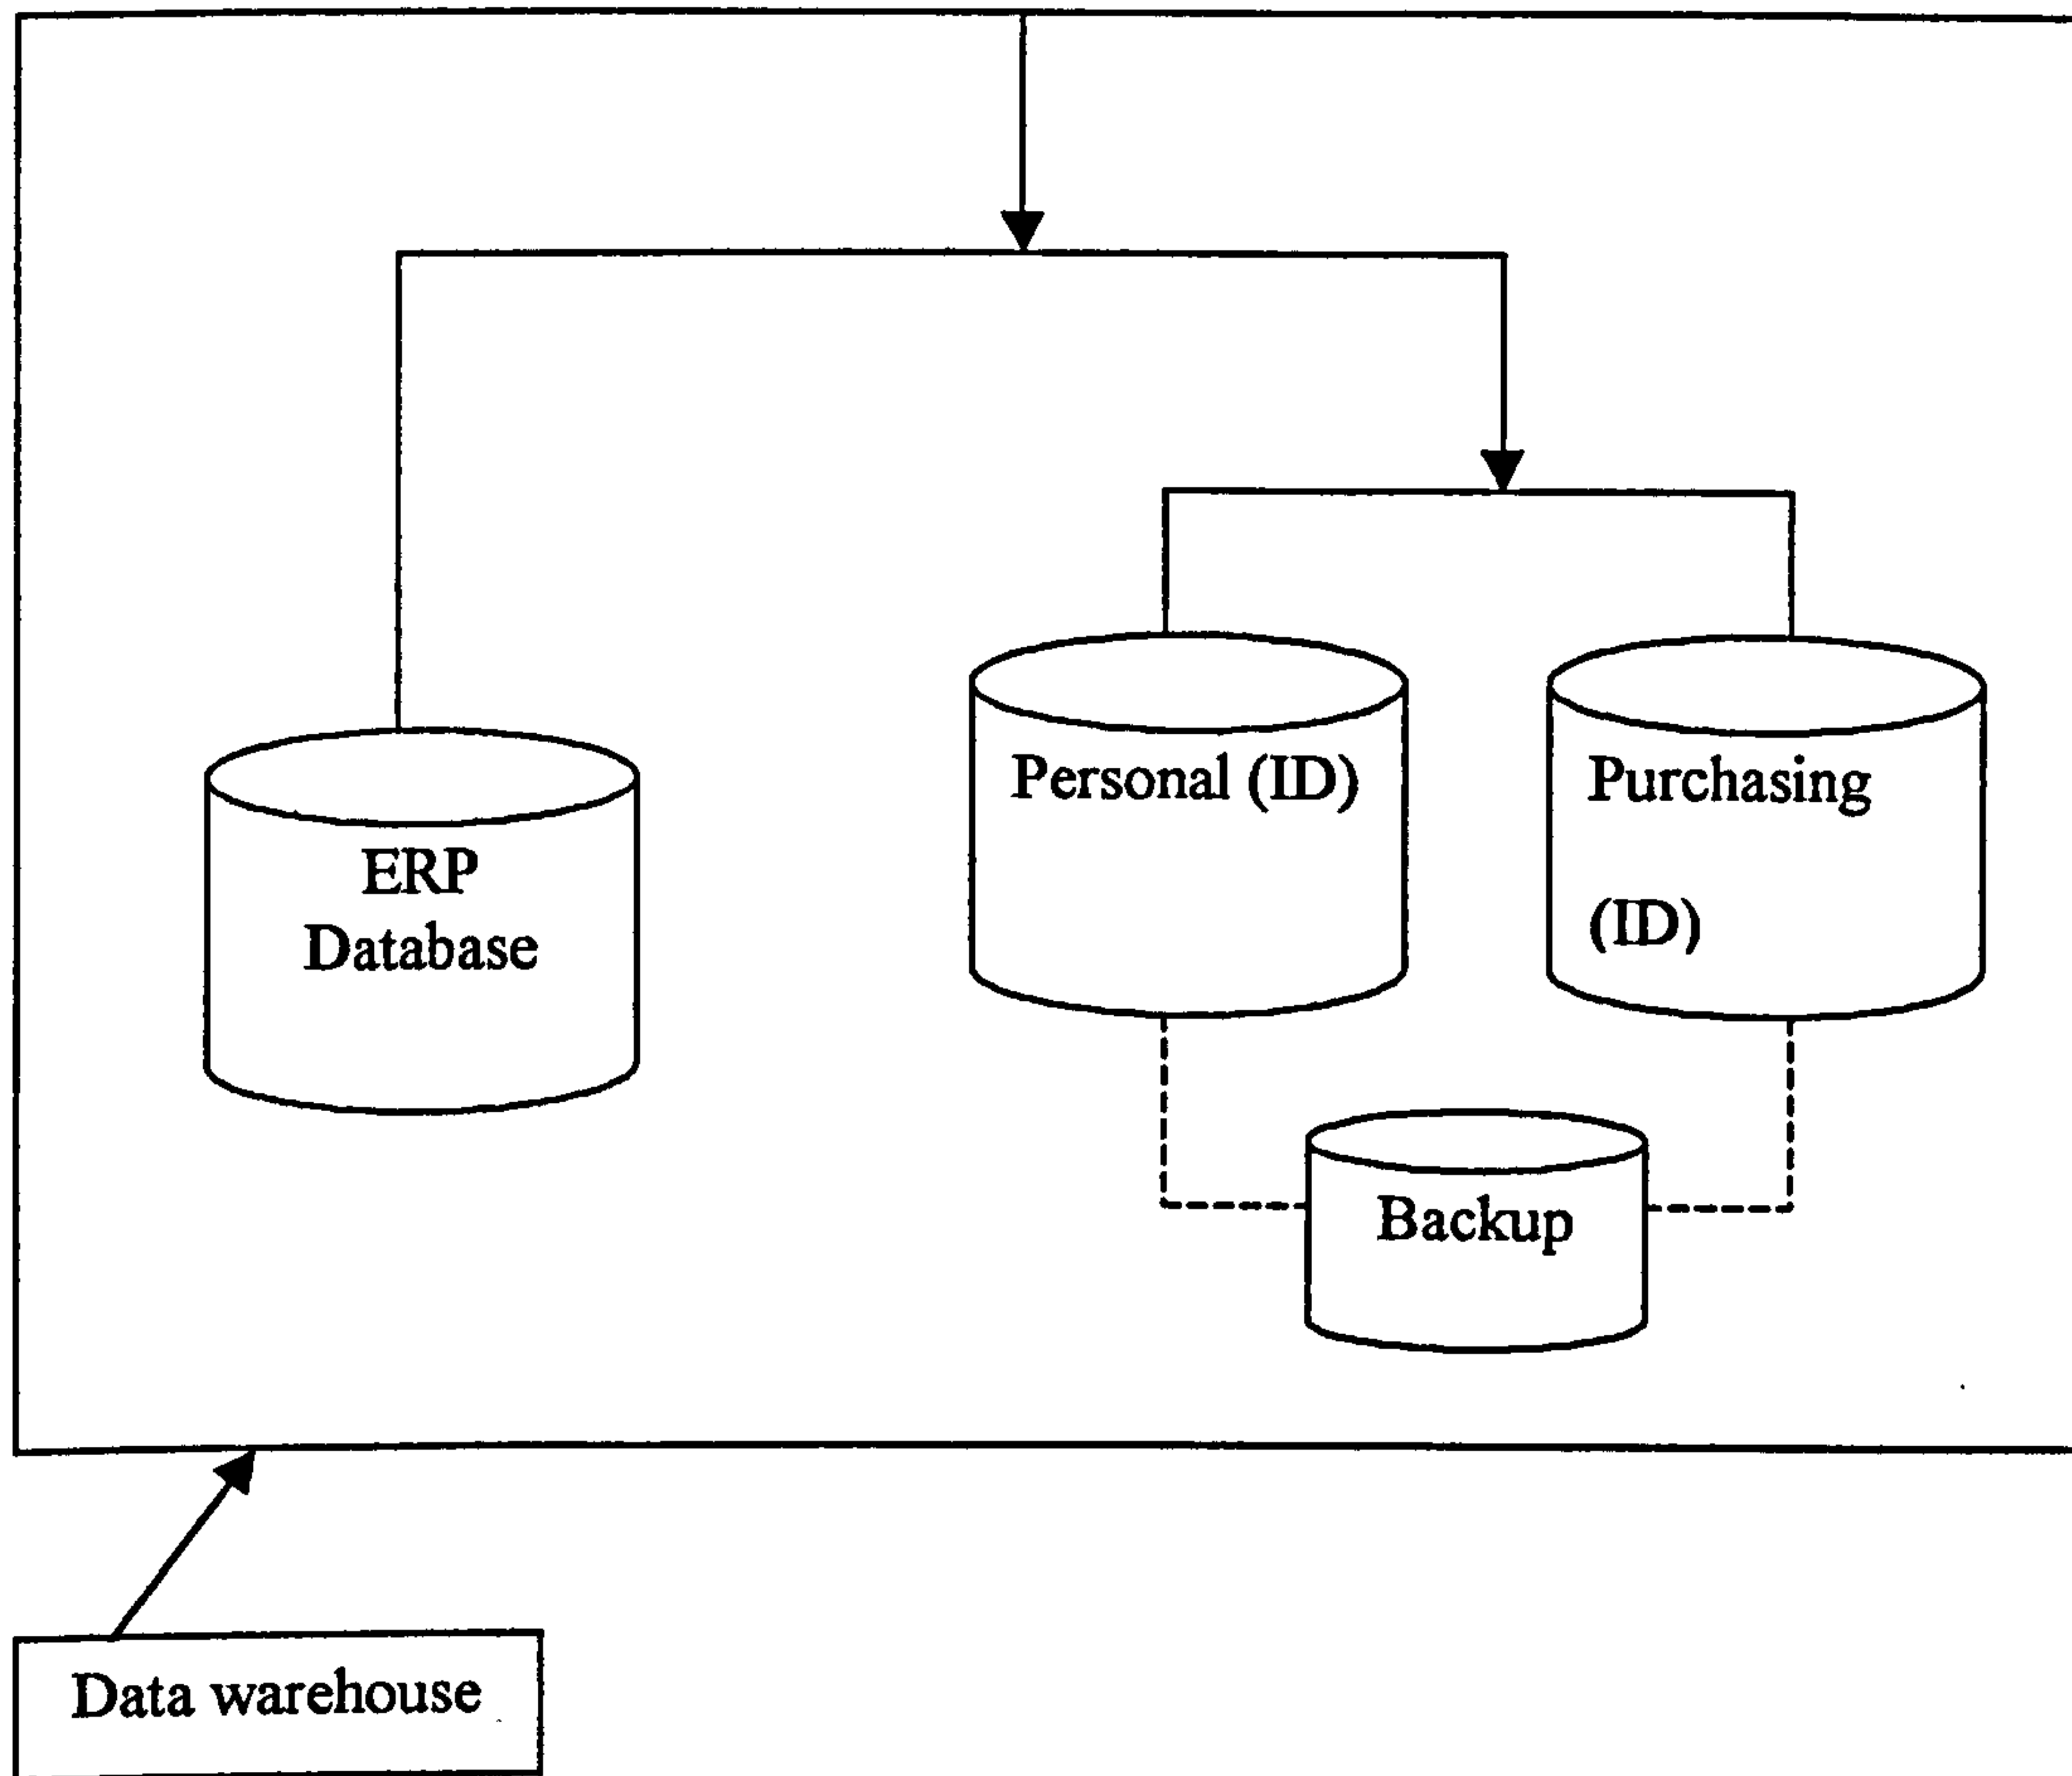 Personal (ID)
Purchasing
(ID)
ERP
Database
Backup
Data warehouse